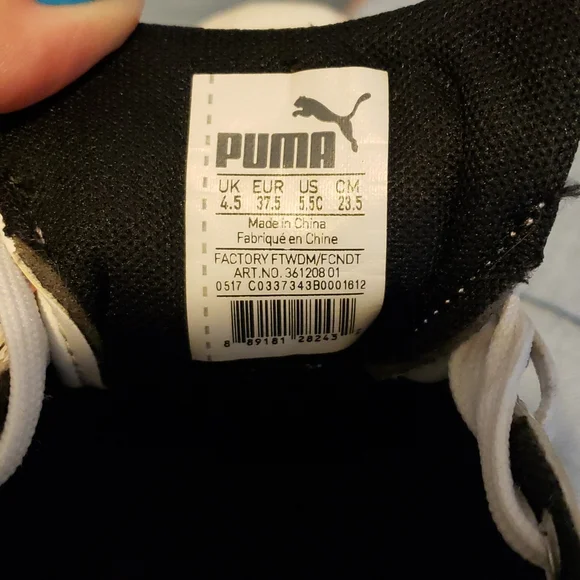 PUMA
UK EUR US CM
4.5 37.5 5.5C 23.5
Made in China
Fabriqué en Chine
FACTORY FTWDM/FCNDT
ART.NO. 361208 01
0517 C0337343B0001612
8 89181 28243